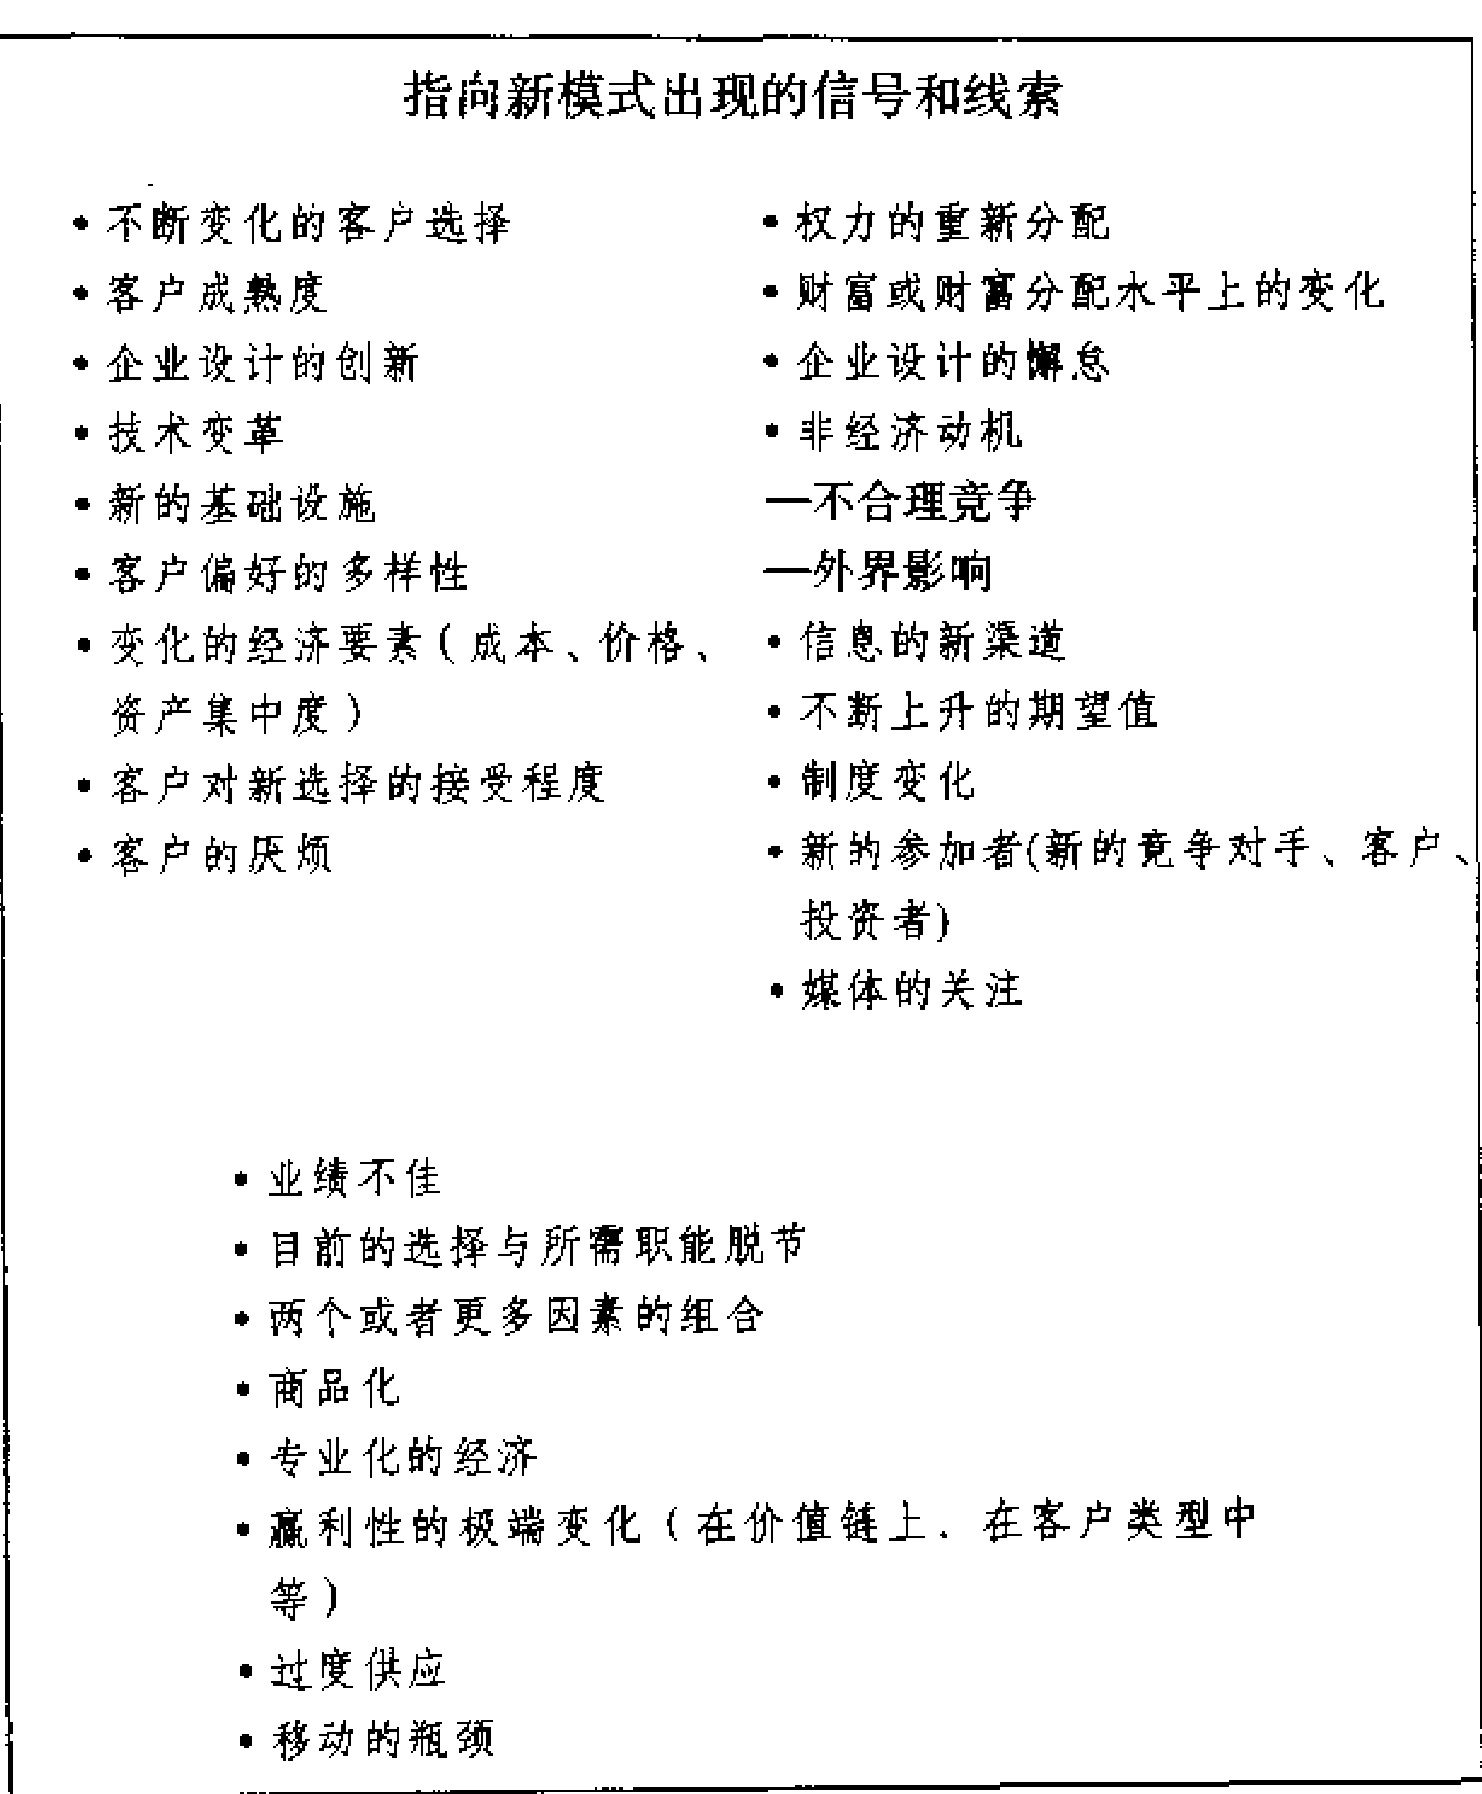 指向新模式出现的信号和线索
• 不断变化的客户选择
• 客户成熟度
• 企业设计的创新
• 技术变革
• 新的基础设施
• 客户偏好的多样性
• 变化的经济要素（成本、价格、
资产集中度）
• 客户对新选择的接受程度
• 客户的厌烦
• 权力的重新分配
• 财富或财富分配水平上的变化
• 企业设计的懈怠
• 非经济动机
—不合理竞争
—外界影响
• 信息的新渠道
• 不断上升的期望值
• 制度变化
• 新的参加者(新的竞争对手、客户、
投资者)
• 媒体的关注
• 业绩不佳
• 目前的选择与所需职能脱节
• 两个或者更多因素的组合
• 商品化
• 专业化的经济
• 赢利性的极端变化（在价值链上．在客户类型中
等）
• 过度供应
• 移动的瓶颈